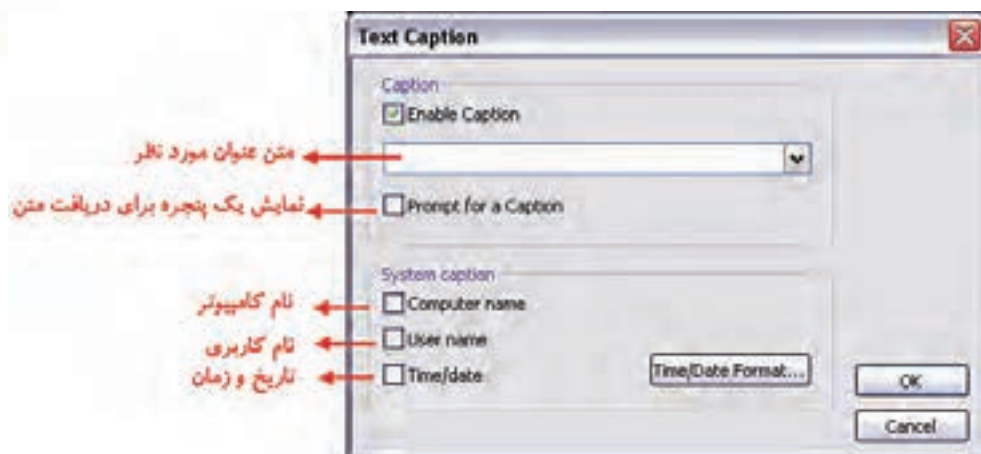 Text Caption
Caption
Enable Caption
متن عنوان مورد نظر
Prompt for a Caption
نمایش یک پنجره برای دریافت متن
System caption
Computer name
نام کامپیوتر
User name
نام کاربری
Time/date
تاریخ و زمان
Time/Date Format...
OK
Cancel